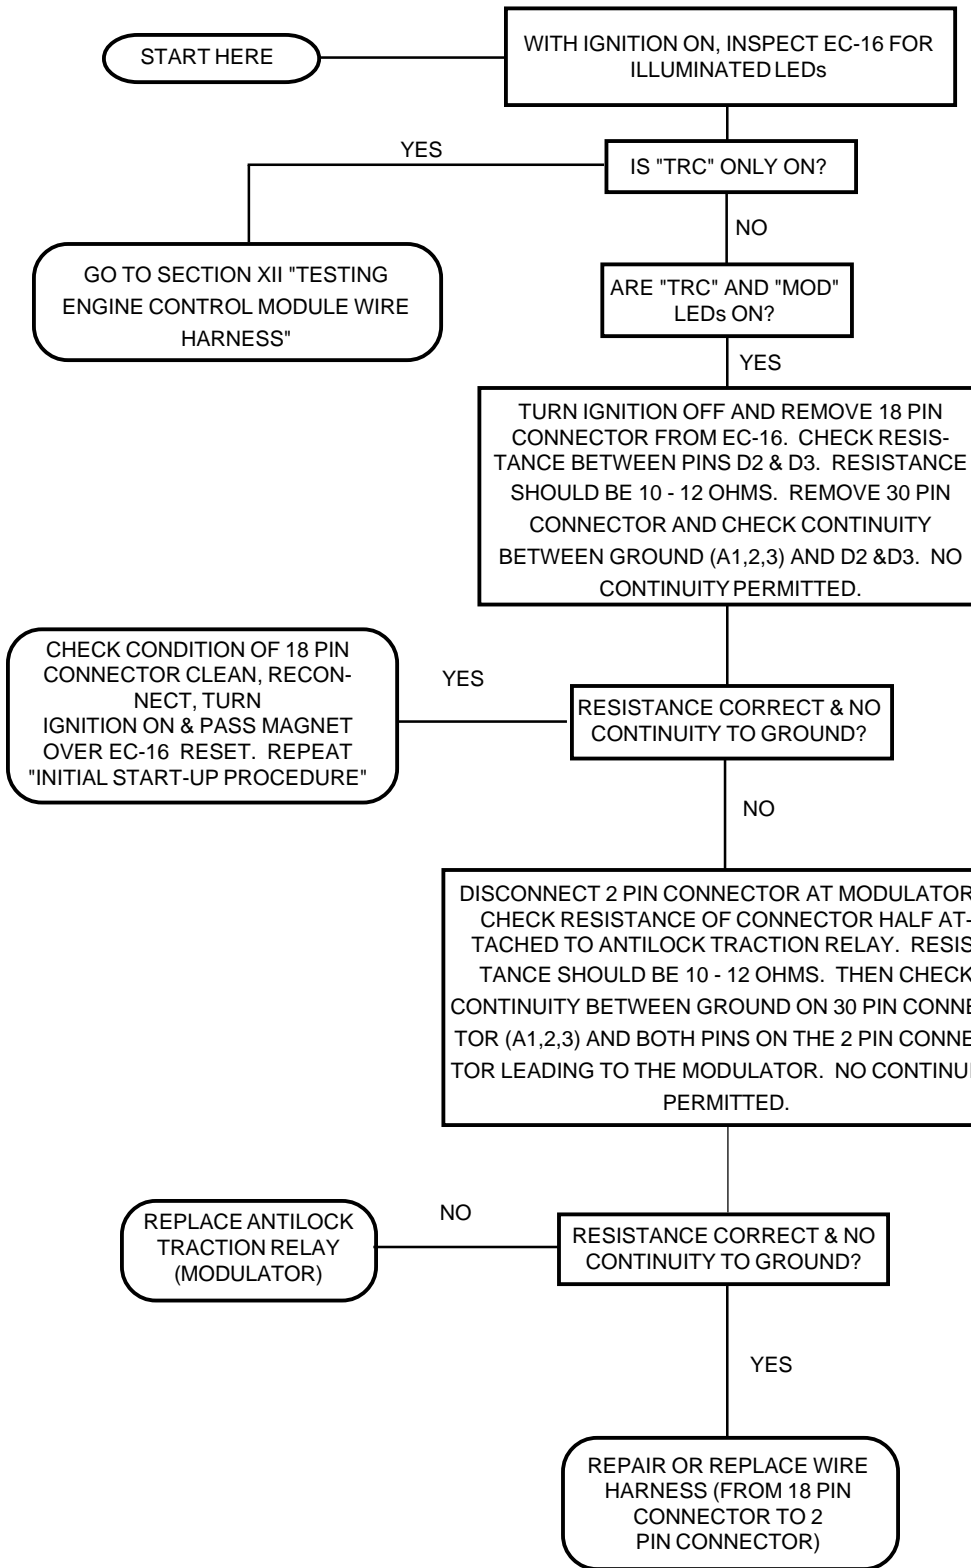 START HERE
WITH IGNITION ON, INSPECT EC-16 FOR
ILLUMINATED LEDs
YES
IS "TRC" ONLY ON?
NO
GO TO SECTION XII "TESTING
ENGINE CONTROL MODULE WIRE
HARNESS"
ARE "TRC" AND "MOD"
LEDs ON?
YES
TURN IGNITION OFF AND REMOVE 18 PIN
CONNECTOR FROM EC-16. CHECK RESIS-
TANCE BETWEEN PINS D2 & D3. RESISTANCE
SHOULD BE 10 - 12 OHMS. REMOVE 30 PIN
CONNECTOR AND CHECK CONTINUITY
BETWEEN GROUND (A1,2,3) AND D2 &D3. NO
CONTINUITY PERMITTED.
CHECK CONDITION OF 18 PIN
CONNECTOR CLEAN, RECON-
NECT, TURN
IGNITION ON & PASS MAGNET
OVER EC-16 RESET. REPEAT
"INITIAL START-UP PROCEDURE"
YES
RESISTANCE CORRECT & NO
CONTINUITY TO GROUND?
NO
DISCONNECT 2 PIN CONNECTOR AT MODULATOR
CHECK RESISTANCE OF CONNECTOR HALF AT-
TACHED TO ANTILOCK TRACTION RELAY. RESIS
TANCE SHOULD BE 10 - 12 OHMS. THEN CHECK
CONTINUITY BETWEEN GROUND ON 30 PIN CONNE
TOR (A1,2,3) AND BOTH PINS ON THE 2 PIN CONNE
TOR LEADING TO THE MODULATOR. NO CONTINU
PERMITTED.
REPLACE ANTILOCK
TRACTION RELAY
(MODULATOR)
NO
RESISTANCE CORRECT & NO
CONTINUITY TO GROUND?
YES
REPAIR OR REPLACE WIRE
HARNESS (FROM 18 PIN
CONNECTOR TO 2
PIN CONNECTOR)